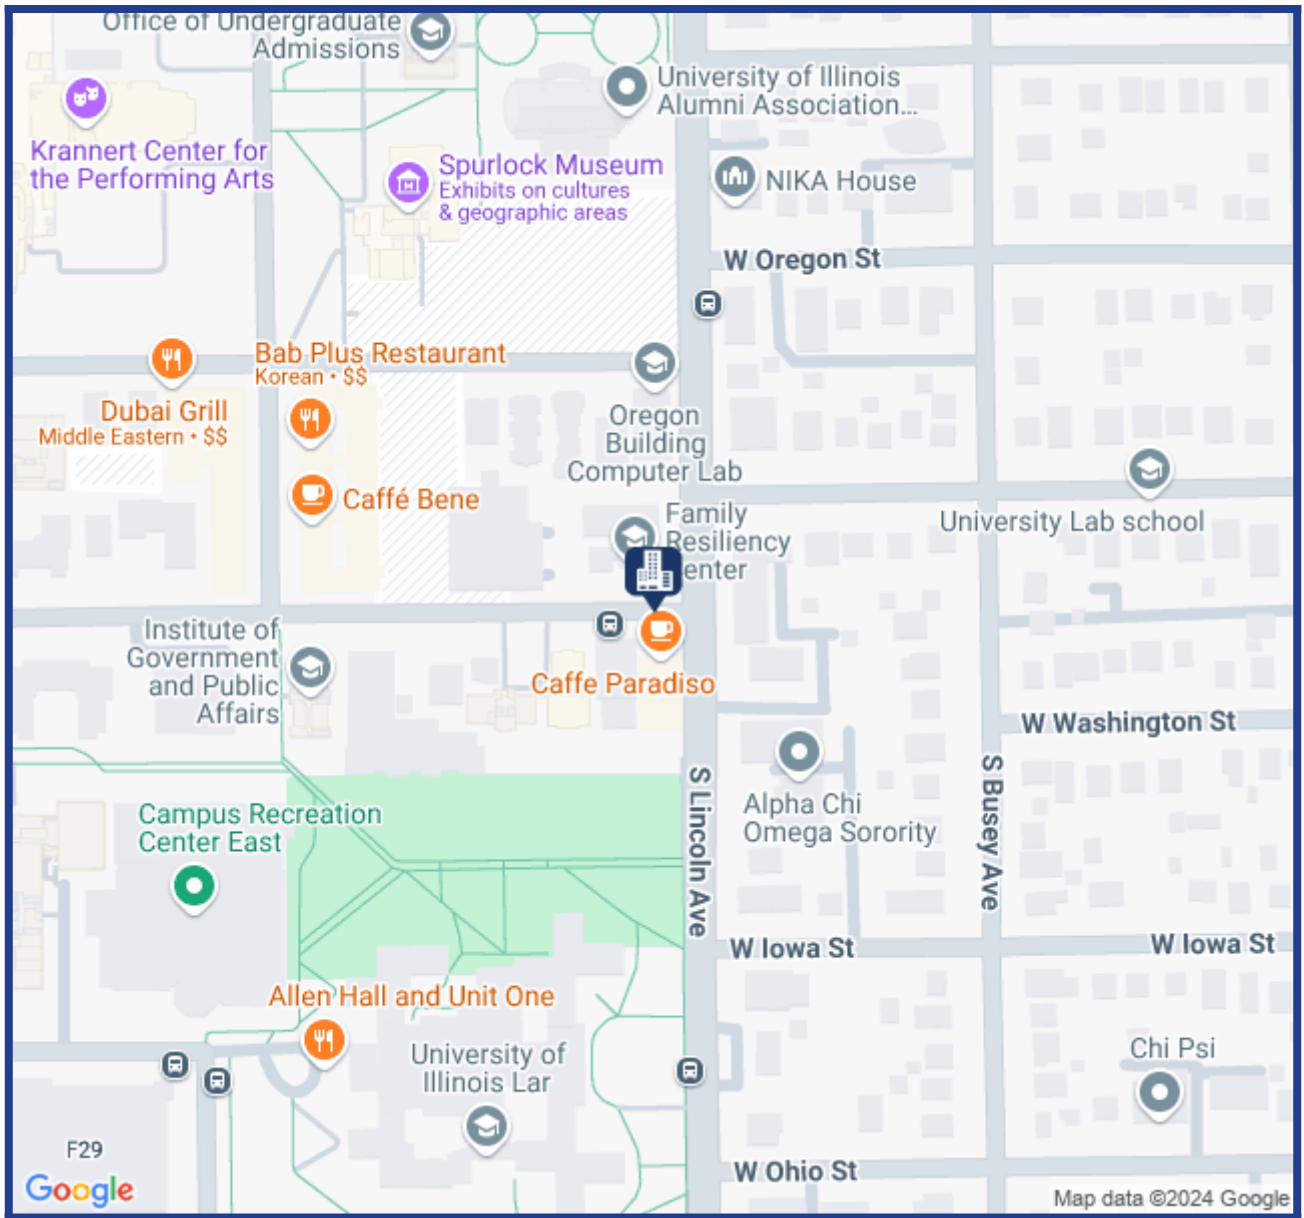 Office of Undergraduate
Admissions
University of Illinois
Alumni Association...
Krannert Center for
the Performing Arts
Spurlock Museum
Exhibits on cultures
& geographic areas
NIKA House
W Oregon St
Bab Plus Restaurant
Korean • $$
Dubai Grill
Middle Eastern • $$
Oregon
Building
Computer Lab
Caffé Bene
Family
Resiliency
enter
University Lab school
Institute of
Government
and Public
Affairs
Caffe Paradiso
W Washington St
S Lincoln Ave
S Busey Ave
Alpha Chi
Omega Sorority
Campus Recreation
Center East
W Iowa St
W Iowa St
Allen Hall and Unit One
University of
Illinois Lar
Chi Psi
F29
W Ohio St
Google
Map data ©2024 Google